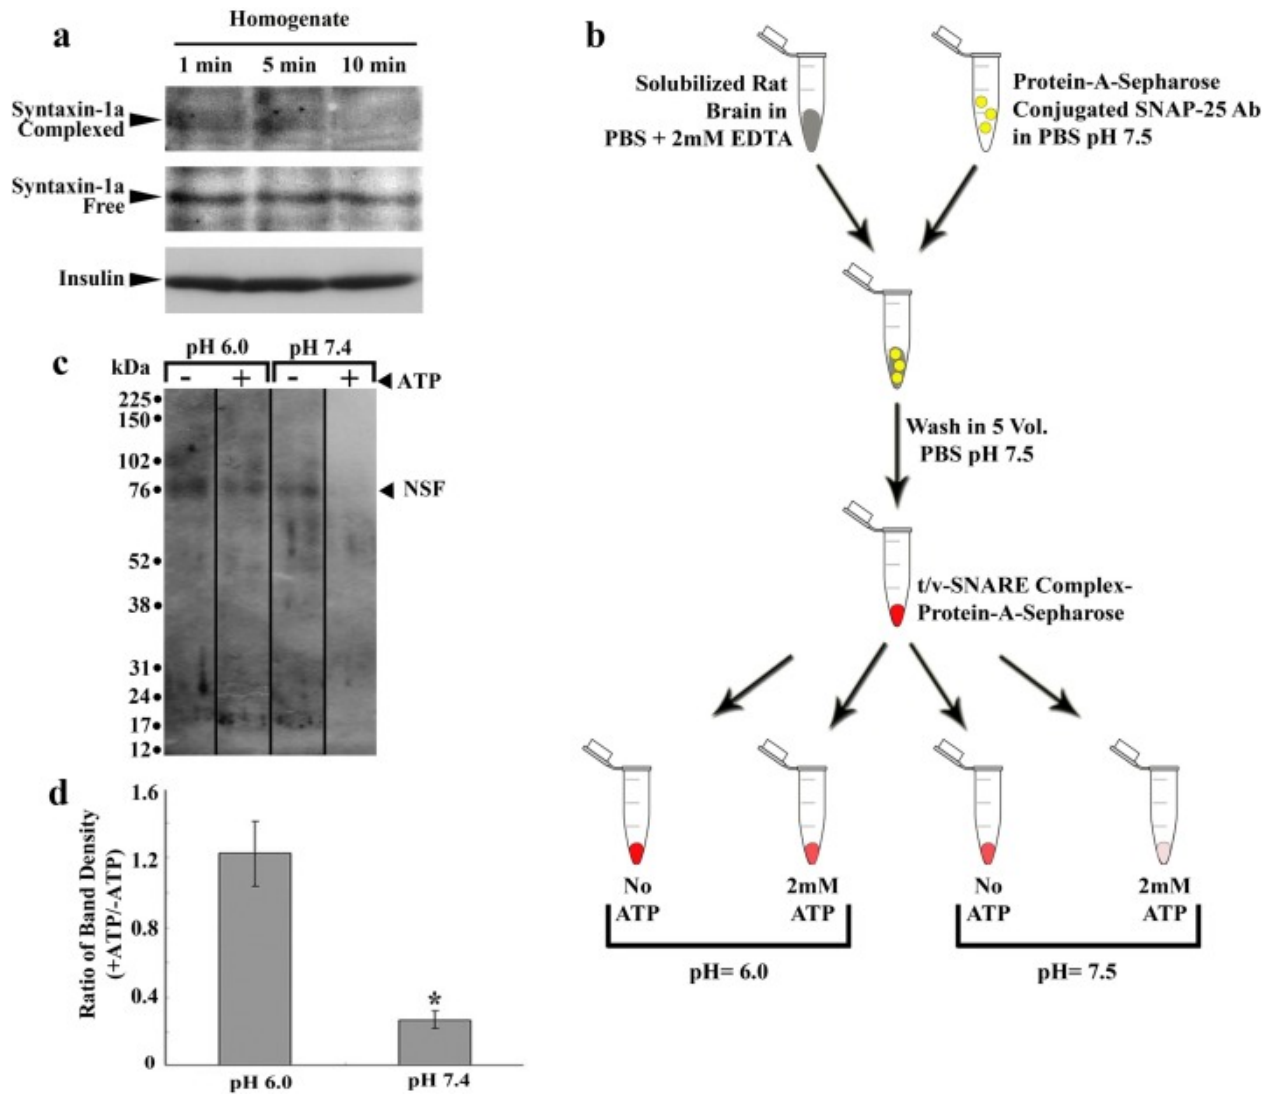 a
Homogenate
1 min 5 min 10 min
Syntaxin-1a
Complexed
Syntaxin-1a
Free
Insulin
b
Solubilized Rat
Brain in
PBS + 2mM EDTA
Protein-A-Sepharose
Conjugated SNAP-25 Ab
in PBS pH 7.5
Wash in 5 Vol.
PBS pH 7.5
t/v-SNARE Complex-
Protein-A-Sepharose
No
ATP
2mM
ATP
No
ATP
2mM
ATP
pH= 6.0
pH= 7.5
c
pH 6.0 pH 7.4
kDa
- + - + ATP
225
150
102
76 NSF
52
38
31
24
17
12
d
Ratio of Band Density
(+ATP/-ATP)
1.6
1.2
0.8
0.4
0
*
pH 6.0 pH 7.4